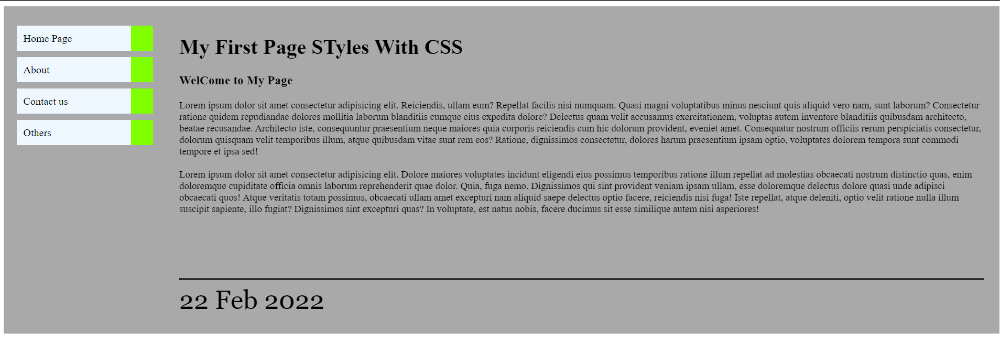 Home Page
About
Contact us
Others
My First Page STyles With CSS
WelCome to My Page
Lorem ipsum dolor sit amet consectetur adipisicing elit. Reiciendis, ullam eum? Repellat facilis nisi numquam. Quasi magni voluptatibus minus nesciunt quis aliquid vero nam, sunt laborum? Consectetur
ratione quidem repudiandae dolores mollitia laborum blanditiis cumque eius expedita dolore? Delectus quam velit accusamus exercitationem, voluptas autem inventore blanditiis quibusdam architecto,
beatae recusandae. Architecto iste, consequuntur praesentium neque maiores quia corporis reiciendis cum hic dolorum provident, eveniet amet. Consequatur nostrum officiis rerum perspiciatis consectetur,
dolorum quisquam velit temporibus illum, atque quibusdam vitae sunt rem eos? Ratione, dignissimos consectetur, dolores harum praesentium ipsam optio, voluptates dolorem tempora sunt commodi
tempore et ipsa sed!
Lorem ipsum dolor sit amet consectetur adipisicing elit. Dolore maiores voluptates incidunt eligendi eius possimus temporibus ratione illum repellat ad molestias obcaecati nostrum distinctio quas, enim
doloremque cupiditate officia omnis laborum reprehenderit quae dolor. Quia, fuga nemo. Dignissimos qui sint provident veniam ipsam ullam, esse doloremque delectus dolore quasi unde adipisci
obcaecati quos! Atque veritatis totam possimus, obcaecati ullam amet excepturi nam aliquid saepe delectus optio facere, reiciendis nisi fuga! Iste repellat, atque deleniti, optio velit ratione nulla illum
suscipit sapiente, illo fugiat? Dignissimos sint excepturi quas? In voluptate, est natus nobis, facere ducimus sit esse similique autem nisi asperiores!
22 Feb 2022